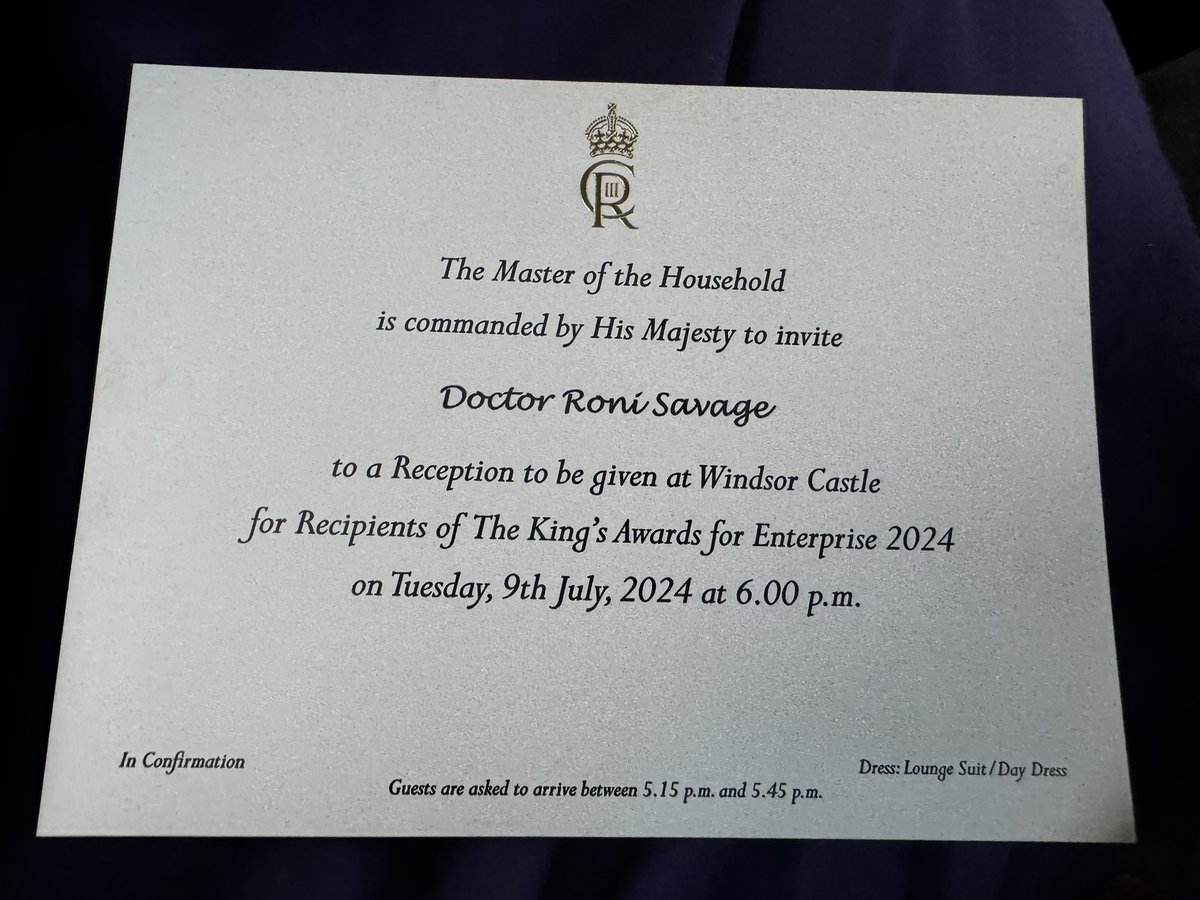 CR III
The Master of the Household
is commanded by His Majesty to invite
Doctor Roni Savage
to a Reception to be given at Windsor Castle
for Recipients of The King's Awards for Enterprise 2024
on Tuesday, 9th July, 2024 at 6.00 p.m.
In Confirmation
Dress: Lounge Suit/Day Dress
Guests are asked to arrive between 5.15 p.m. and 5.45 p.m.